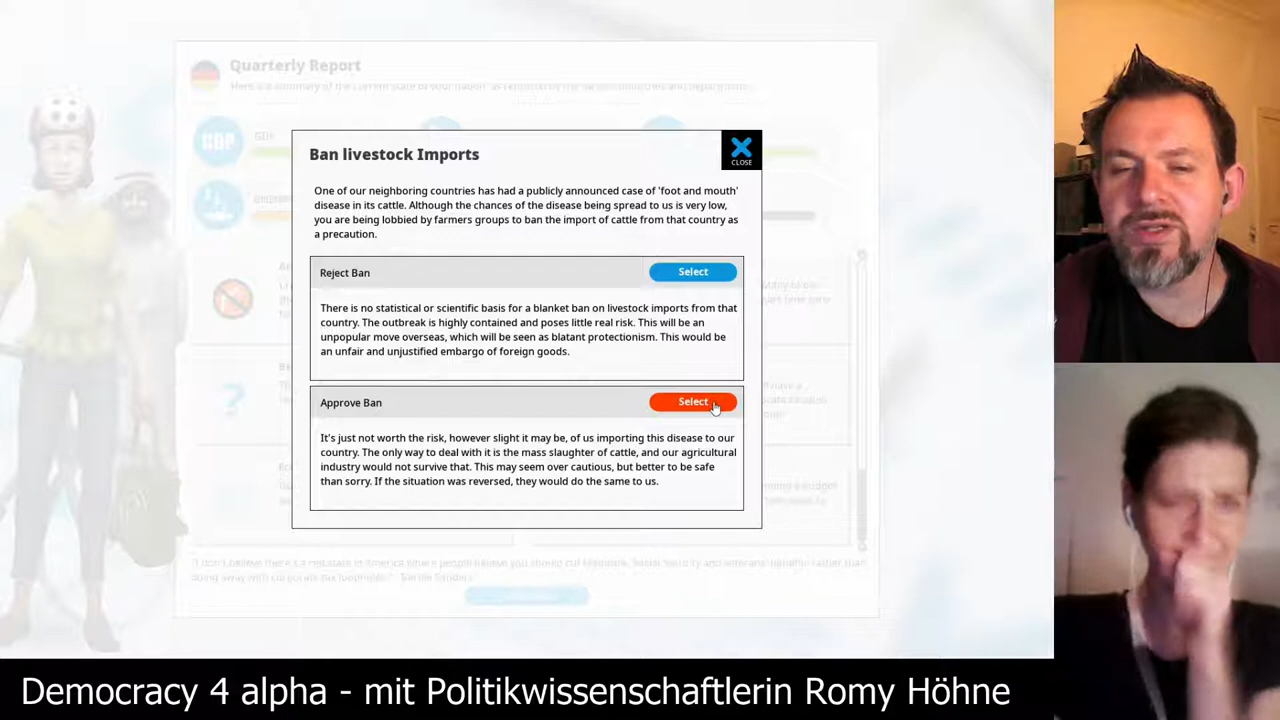 Quarterly Report
Ban livestock Imports
CLOSE
One of our neighboring countries has had a publicly announced case of 'foot and mouth'
disease in its cattle. Although the chances of the disease being spread to us is very low,
you are being lobbied by farmers groups to ban the import of cattle from that country as
a precaution.
Reject Ban
Select
There is no statistical or scientific basis for a blanket ban on livestock imports from that
country. The outbreak is highly contained and poses little real risk. This will be an
unpopular move overseas, which will be seen as blatant protectionism. This would be
an unfair and unjustified embargo of foreign goods.
Approve Ban
Select
It's just not worth the risk, however slight it may be, of us importing this disease to our
country. The only way to deal with it is the mass slaughter of cattle, and our agricultural
industry would not survive that. This may seem over cautious, but better to be safe
than sorry. If the situation was reversed, they would do the same to us.
Democracy 4 alpha - mit Politikwissenschaftlerin Romy Höhne